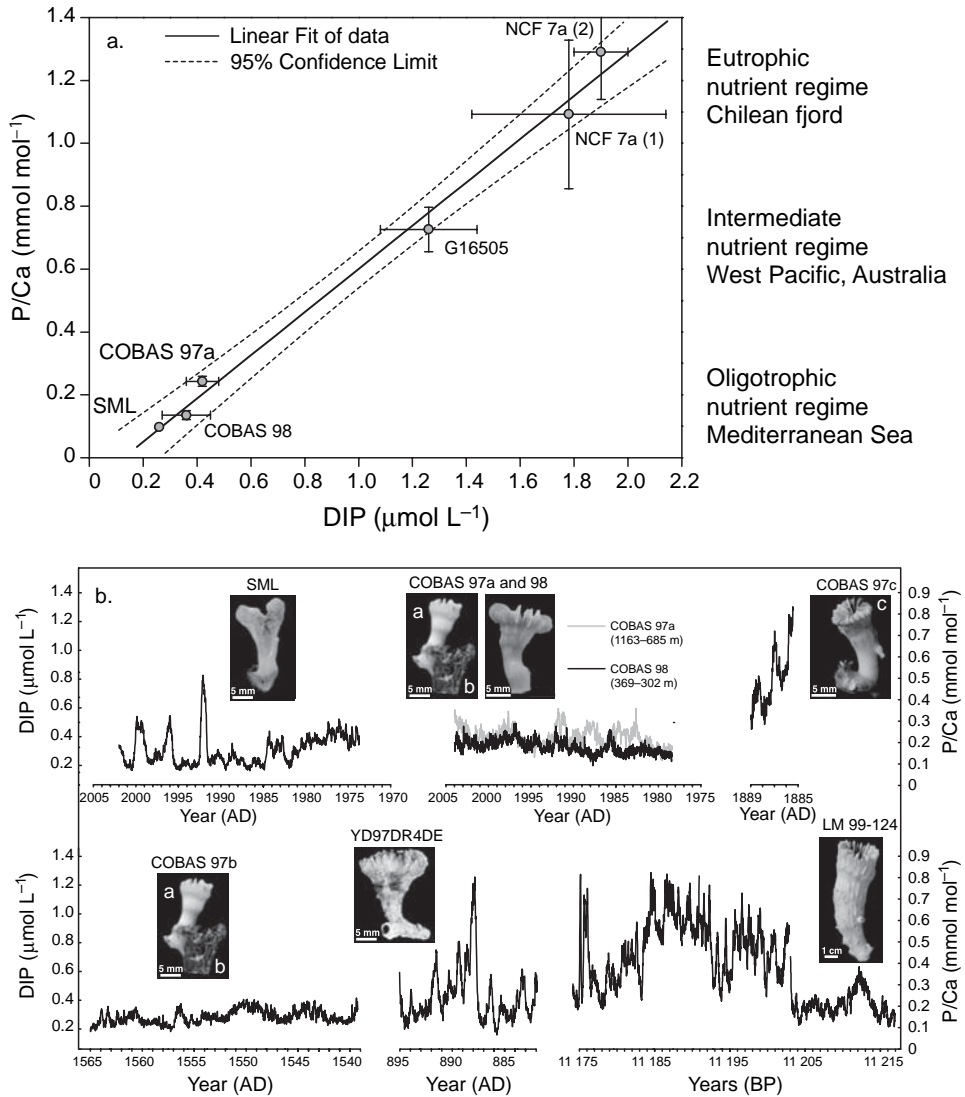 a.
Linear Fit of data
95% Confidence Limit
NCF 7a (2)
NCF 7a (1)
G16505
COBAS 97a
SML
COBAS 98
1.4
1.2
1.0
0.8
0.6
0.4
0.2
0
P/Ca (mmol mol–1)
0 0.2 0.4 0.6 0.8 1.0 1.2 1.4 1.6 1.8 2.0 2.2
DIP (μmol L–1)
Eutrophic
nutrient regime
Chilean fjord
Intermediate
nutrient regime
West Pacific, Australia
Oligotrophic
nutrient regime
Mediterranean Sea
b.
SML
5 mm
COBAS 97a and 98
a
b
5 mm
5 mm
COBAS 97a
(1163–685 m)
COBAS 98
(369–302 m)
COBAS 97c
c
5 mm
1.4
1.2
1.0
0.8
0.6
0.4
0.2
DIP (μmol L–1)
0.9
0.8
0.7
0.6
0.5
0.4
0.3
0.2
0.1
0
P/Ca (mmol mol–1)
2005 2000 1995 1990 1985 1980 1975 1970
Year (AD)
2005 2000 1995 1990 1985 1980 1975
Year (AD)
1889 1885
Year (AD)
COBAS 97b
a
b
5 mm
YD97DR4DE
5 mm
LM 99-124
1 cm
1.4
1.2
1.0
0.8
0.6
0.4
0.2
DIP (μmol L–1)
0.9
0.8
0.7
0.6
0.5
0.4
0.3
0.2
0.1
0
P/Ca (mmol mol–1)
1565 1560 1555 1550 1545 1540
Year (AD)
895 890 885
Year (AD)
11 175 11 185 11 195 11 205 11 215
Years (BP)